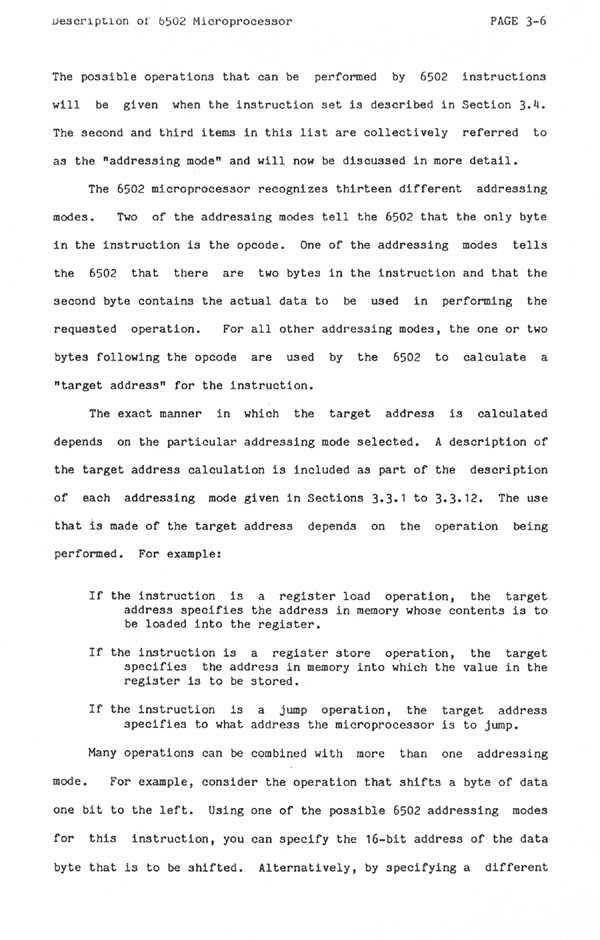 Description of 6502 Microprocessor PAGE 3-6
The possible operations that can be performed by 6502 instructions
will be given when the instruction set is described in Section 3.4.
The second and third items in this list are collectively referred to
as the "addressing mode" and will now be discussed in more detail.
The 6502 microprocessor recognizes thirteen different addressing
modes. Two of the addressing modes tell the 6502 that the only byte
in the instruction is the opcode. One of the addressing modes tells
the 6502 that there are two bytes in the instruction and that the
second byte contains the actual data to be used in performing the
requested operation. For all other addressing modes, the one or two
bytes following the opcode are used by the 6502 to calculate a
"target address" for the instruction.
The exact manner in which the target address is calculated
depends on the particular addressing mode selected. A description of
the target address calculation is included as part of the description
of each addressing mode given in Sections 3.3.1 to 3.3.12. The use
that is made of the target address depends on the operation being
performed. For example:
If the instruction is a register load operation, the target
address specifies the address in memory whose contents is to
be loaded into the register.
If the instruction is a register store operation, the target
specifies the address in memory into which the value in the
register is to be stored.
If the instruction is a jump operation, the target address
specifies to what address the microprocessor is to jump.
Many operations can be combined with more than one addressing
mode. For example, consider the operation that shifts a byte of data
one bit to the left. Using one of the possible 6502 addressing modes
for this instruction, you can specify the 16-bit address of the data
byte that is to be shifted. Alternatively, by specifying a different